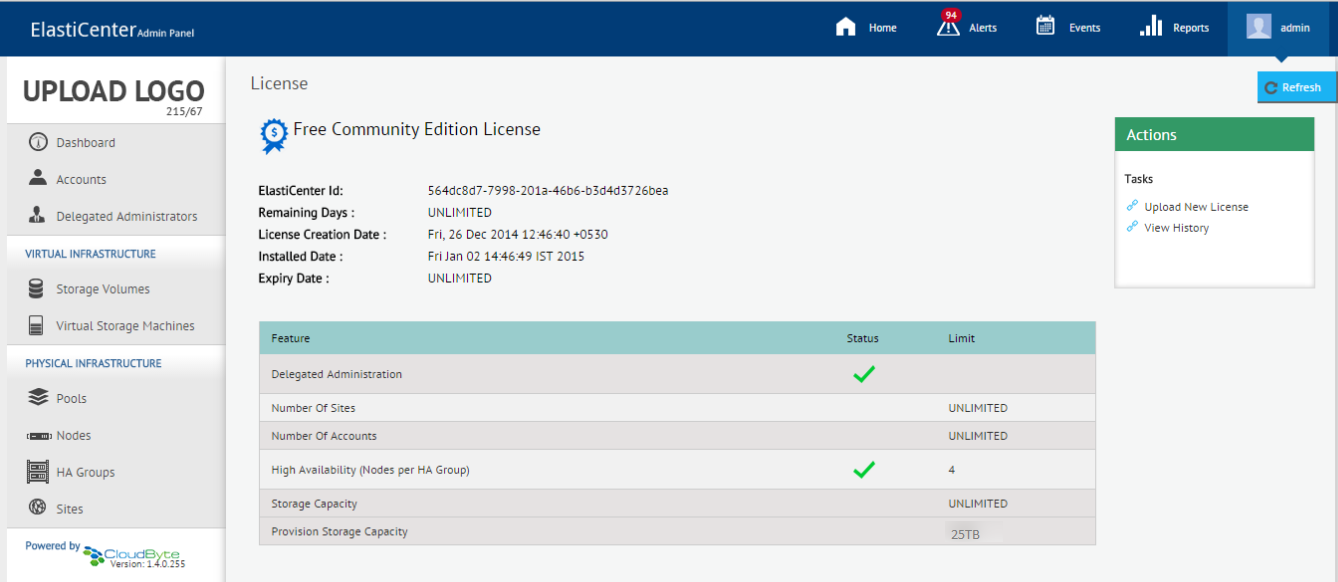 ElastiCenter Admin Panel
Home
94
Alerts
Events
Reports
admin
Refresh
UPLOAD LOGO
215/67
Dashboard
Accounts
Delegated Administrators
VIRTUAL INFRASTRUCTURE
Storage Volumes
Virtual Storage Machines
PHYSICAL INFRASTRUCTURE
Pools
Nodes
HA Groups
Sites
Powered by CloudByte
Version: 1.4.0.255
License
Free Community Edition License
ElastiCenter Id: 564dc8d7-7998-201a-46b6-b3d4d3726bea
Remaining Days : UNLIMITED
License Creation Date : Fri, 26 Dec 2014 12:46:40 +0530
Installed Date : Fri Jan 02 14:46:49 IST 2015
Expiry Date : UNLIMITED
Feature Status Limit
Delegated Administration
Number Of Sites UNLIMITED
Number Of Accounts UNLIMITED
High Availability (Nodes per HA Group) 4
Storage Capacity UNLIMITED
Provision Storage Capacity 25TB
Actions
Tasks
Upload New License
View History